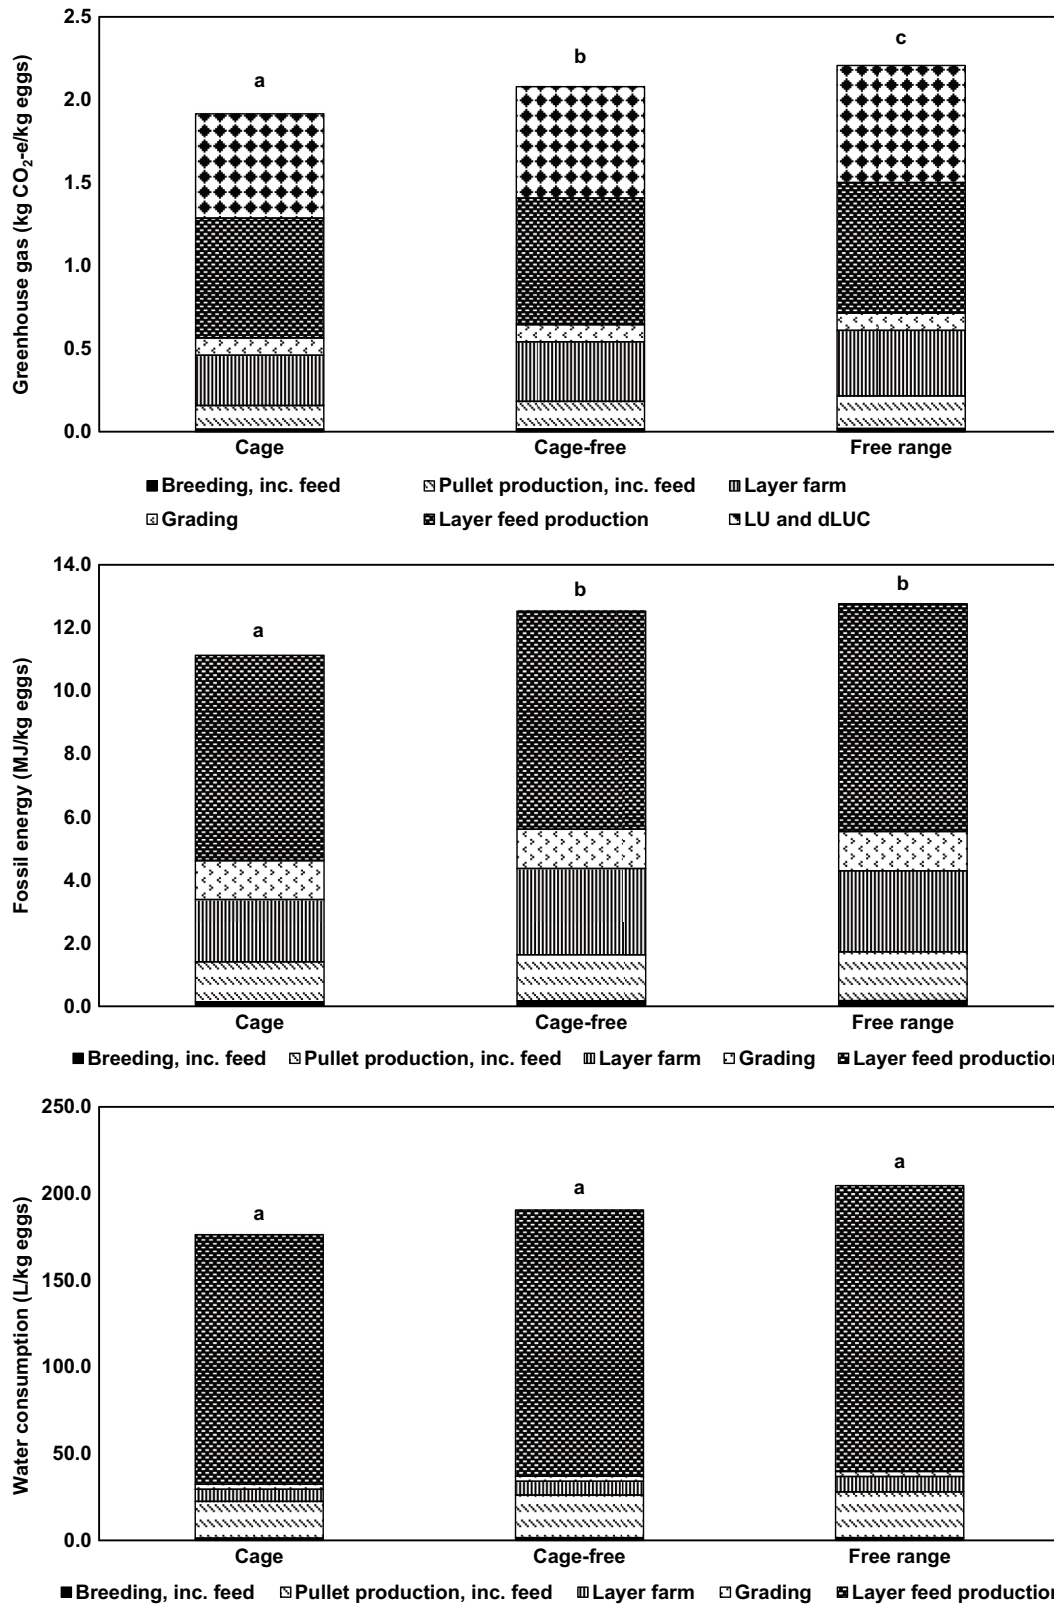 2.5
2.0
1.5
1.0
0.5
0.0
Greenhouse gas (kg CO₂-e/kg eggs)
a
b
c
Cage
Cage-free
Free range
Breeding, inc. feed
Pullet production, inc. feed
Layer farm
Grading
Layer feed production
LU and dLUC
14.0
12.0
10.0
8.0
6.0
4.0
2.0
0.0
Fossil energy (MJ/kg eggs)
a
b
b
Cage
Cage-free
Free range
Breeding, inc. feed
Pullet production, inc. feed
Layer farm
Grading
Layer feed production
250.0
200.0
150.0
100.0
50.0
0.0
Water consumption (L/kg eggs)
a
a
a
Cage
Cage-free
Free range
Breeding, inc. feed
Pullet production, inc. feed
Layer farm
Grading
Layer feed production